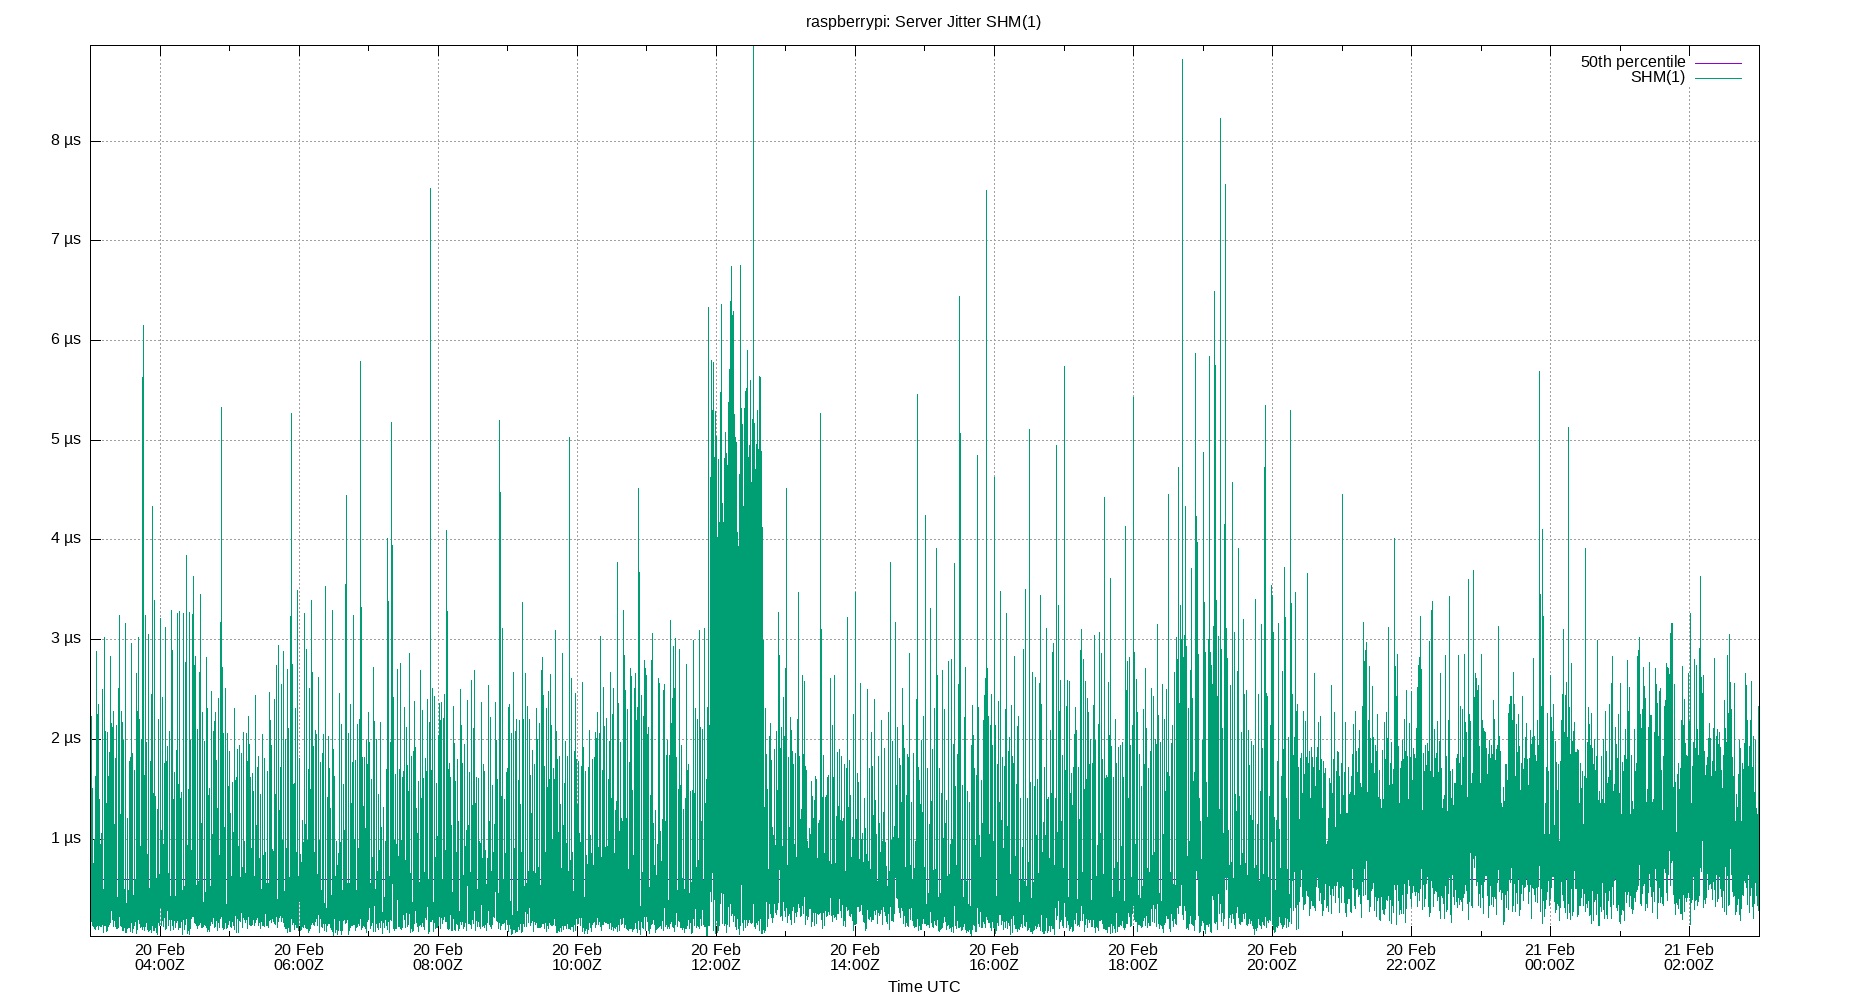 raspberrypi: Server Jitter SHM(1)
50th percentile
SHM(1)
8 µs
7 µs
6 µs
5 µs
4 µs
3 µs
2 µs
1 µs
20 Feb 20 Feb 20 Feb 20 Feb 20 Feb 20 Feb 20 Feb 20 Feb 20 Feb 20 Feb 21 Feb 21 Feb
04:00Z 06:00Z 08:00Z 10:00Z 12:00Z 14:00Z 16:00Z 18:00Z 20:00Z 22:00Z 00:00Z 02:00Z
Time UTC